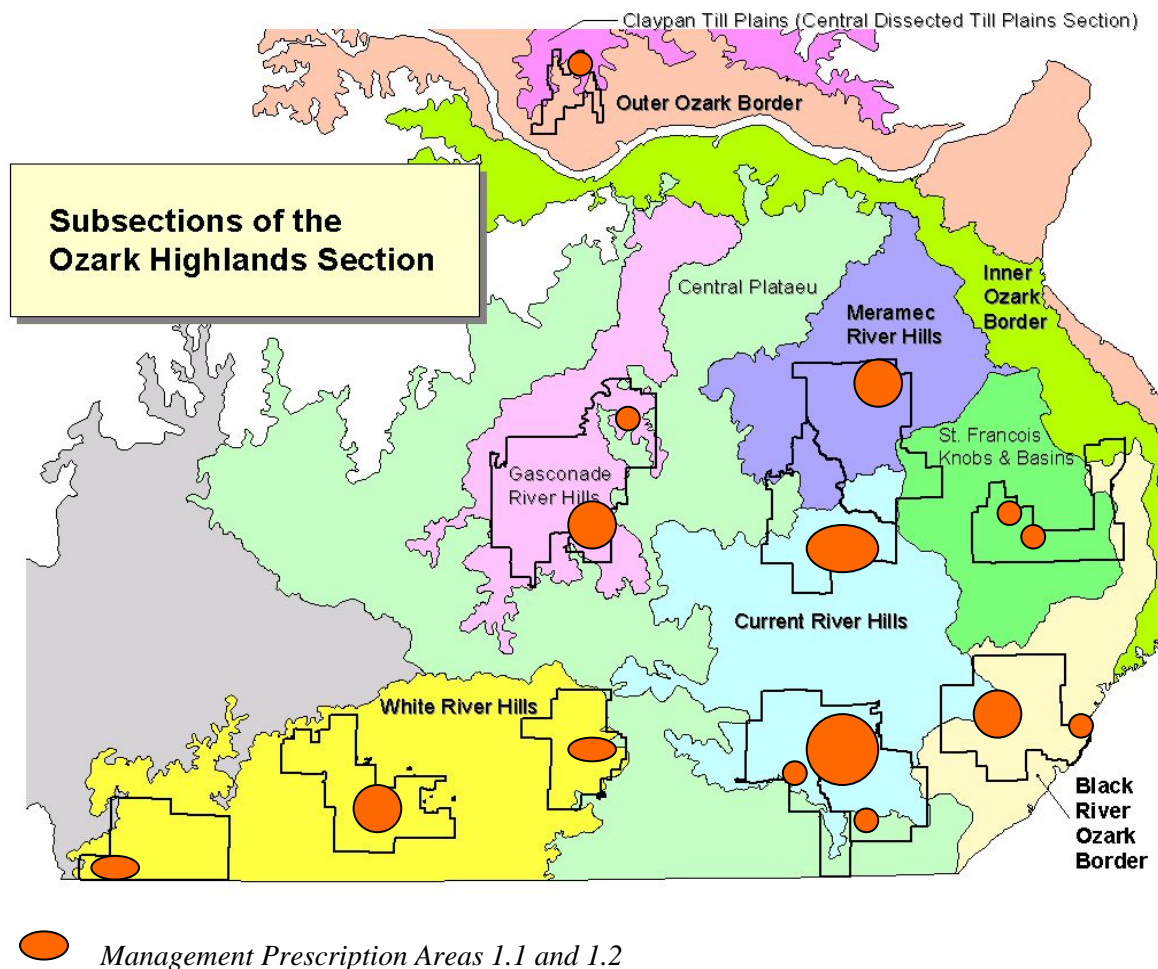 Claypan Till Plains (Central Dissected Till Plains Section)
Outer Ozark Border
Subsections of the
Ozark Highlands Section
Central Plataeu
Inner
Ozark
Border
Meramec
River Hills
St. Francois
Knobs & Basins
Gasconade
River Hills
Current River Hills
White River Hills
Black
River
Ozark
Border
Management Prescription Areas 1.1 and 1.2